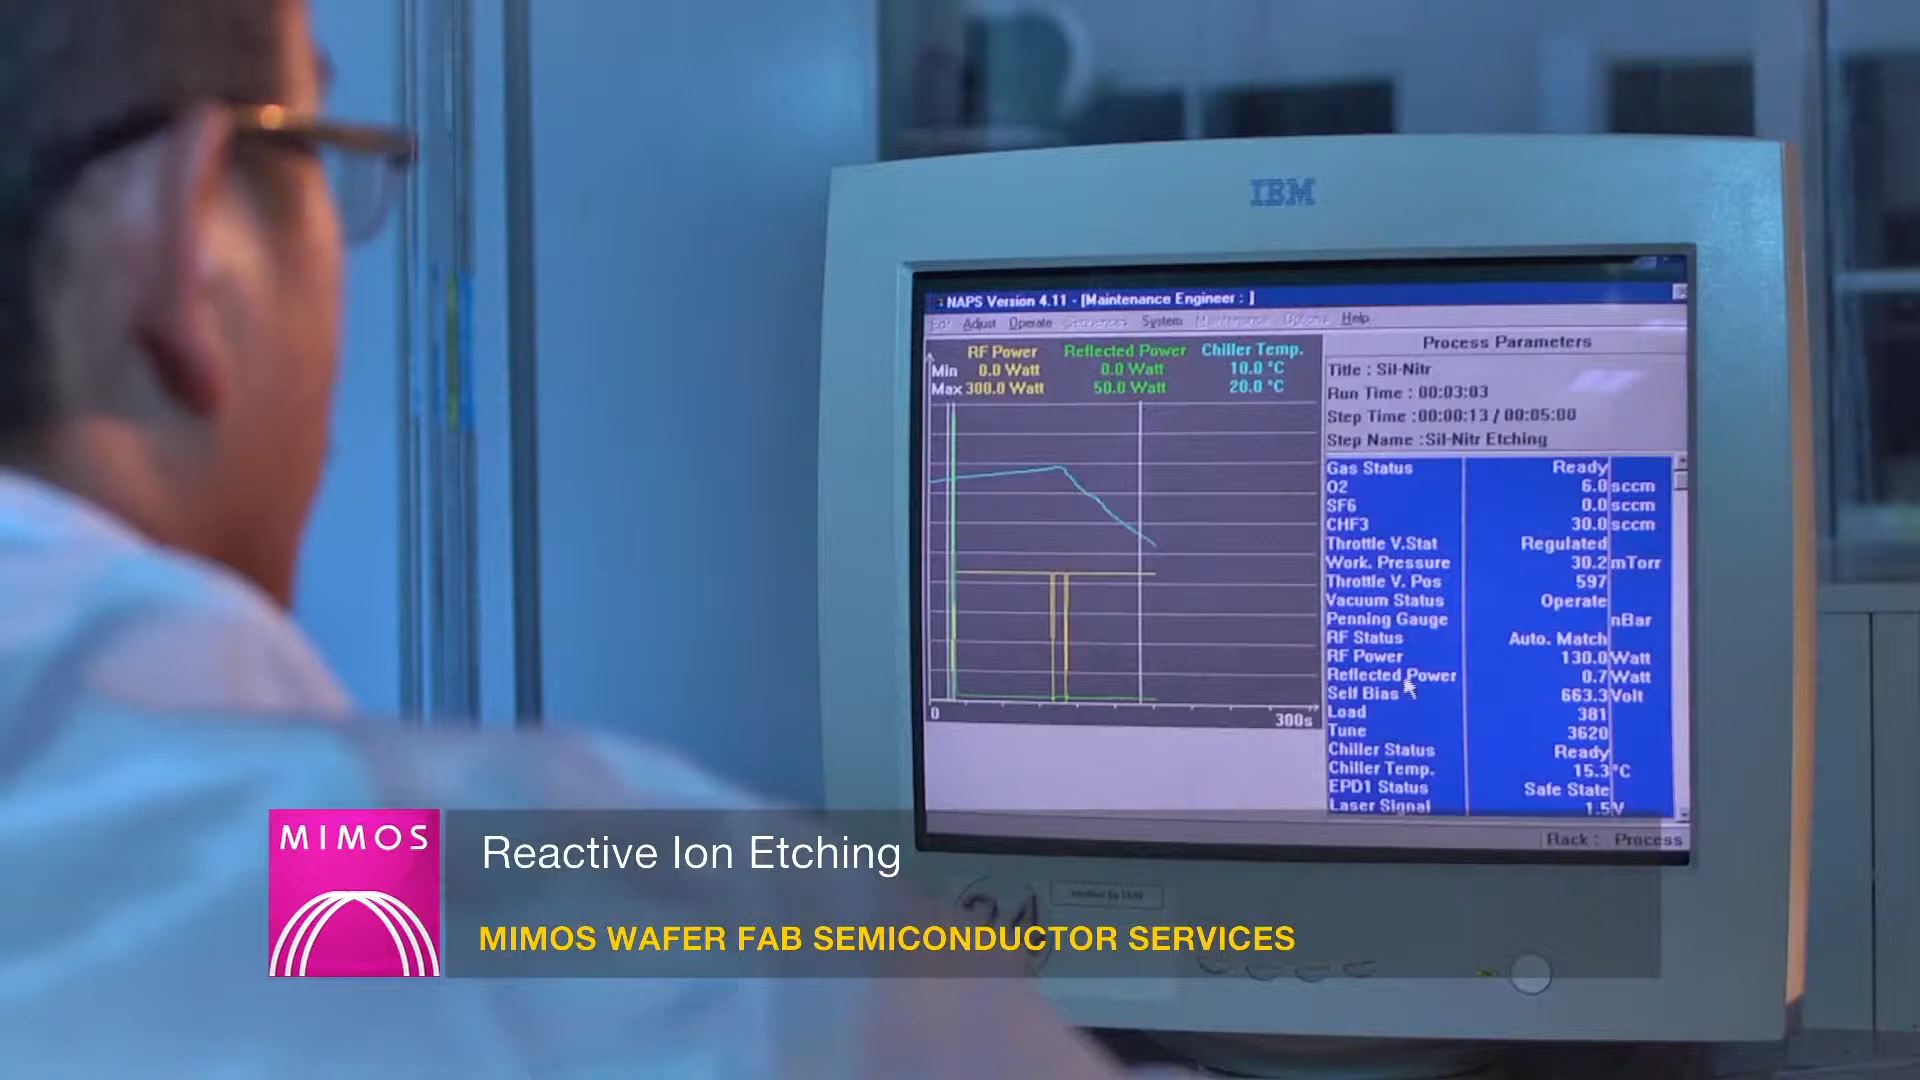 IBM
NAPS Version 4.11 - [Maintenance Engineer : ]
Edit Adjust Operate Sequences System Maintenance Options Help
RF Power Reflected Power Chiller Temp.
Min 0.0 Watt 0.0 Watt 10.0 °C
Max 300.0 Watt 50.0 Watt 20.0 °C
0 300s
Process Parameters
Title : Sil-Nitr
Run Time : 00:03:03
Step Time :00:00:13 / 00:05:00
Step Name :Sil-Nitr Etching
Gas Status Ready
O2 6.0 sccm
SF6 0.0 sccm
CHF3 30.0 sccm
Throttle V.Stat Regulated
Work. Pressure 30.2 mTorr
Throttle V. Pos 597
Vacuum Status Operate
Penning Gauge nBar
RF Status Auto. Match
RF Power 130.0 Watt
Reflected Power 0.7 Watt
Self Bias 663.3 Volt
Load 381
Tune 3620
Chiller Status Ready
Chiller Temp. 15.3 °C
EPD1 Status Safe State
Laser Signal 1.5 V
Rack : Process
24
MIMOS
Reactive Ion Etching
MIMOS WAFER FAB SEMICONDUCTOR SERVICES